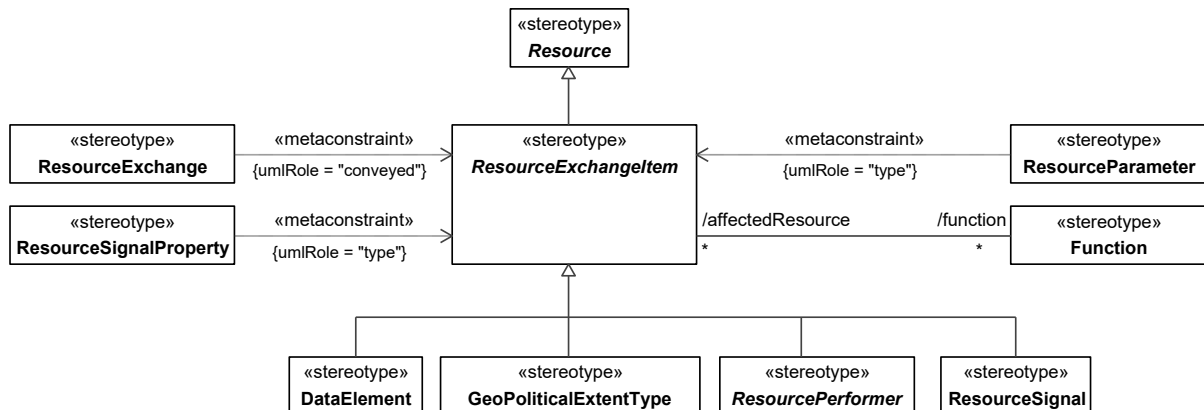 «stereotype»
Resource
«stereotype»
ResourceExchange
«metaconstraint»
{umlRole = "conveyed"}
«stereotype»
ResourceExchangeItem
«metaconstraint»
{umlRole = "type"}
«stereotype»
ResourceParameter
«stereotype»
ResourceSignalProperty
«metaconstraint»
{umlRole = "type"}
/affectedResource
*
/function
*
«stereotype»
Function
«stereotype»
DataElement
«stereotype»
GeoPoliticalExtentType
«stereotype»
ResourcePerformer
«stereotype»
ResourceSignal